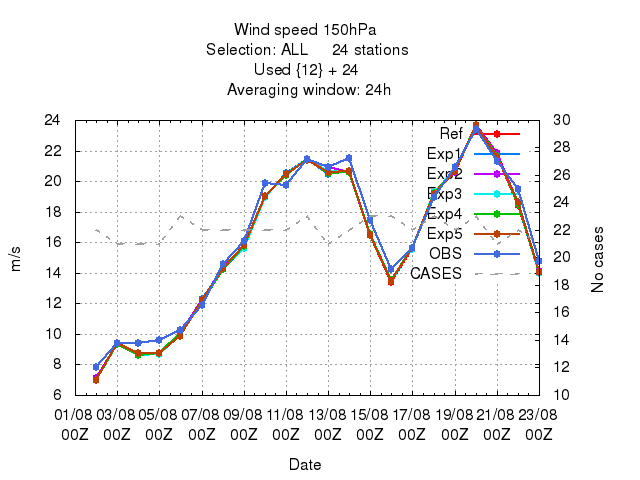 Wind speed 150hPa
Selection: ALL 24 stations
Used {12} + 24
Averaging window: 24h
24
22
20
18
16
14
12
10
8
6
m/s
30
28
26
24
22
20
18
16
14
12
10
No cases
Ref
Exp1
Exp2
Exp3
Exp4
Exp5
OBS
CASES
01/08 03/08 05/08 07/08 09/08 11/08 13/08 15/08 17/08 19/08 21/08 23/08
00Z 00Z 00Z 00Z 00Z 00Z 00Z 00Z 00Z 00Z 00Z 00Z
Date